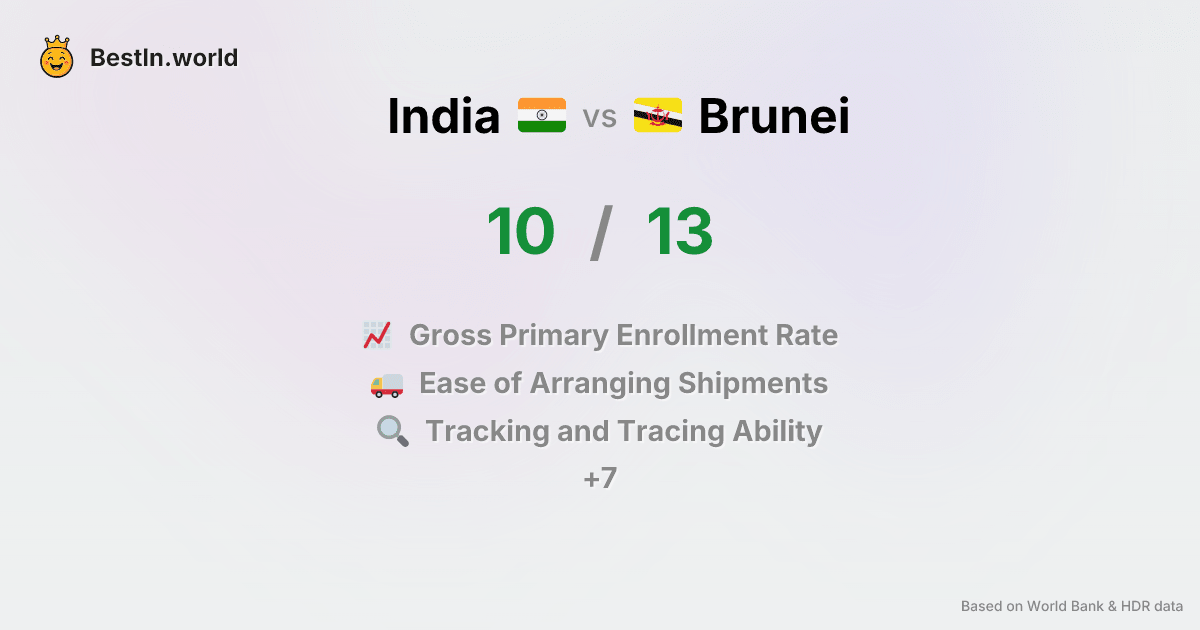 BestIn.world
India vs Brunei
10 / 13
Gross Primary Enrollment Rate
Ease of Arranging Shipments
Tracking and Tracing Ability
+7
Based on World Bank & HDR data